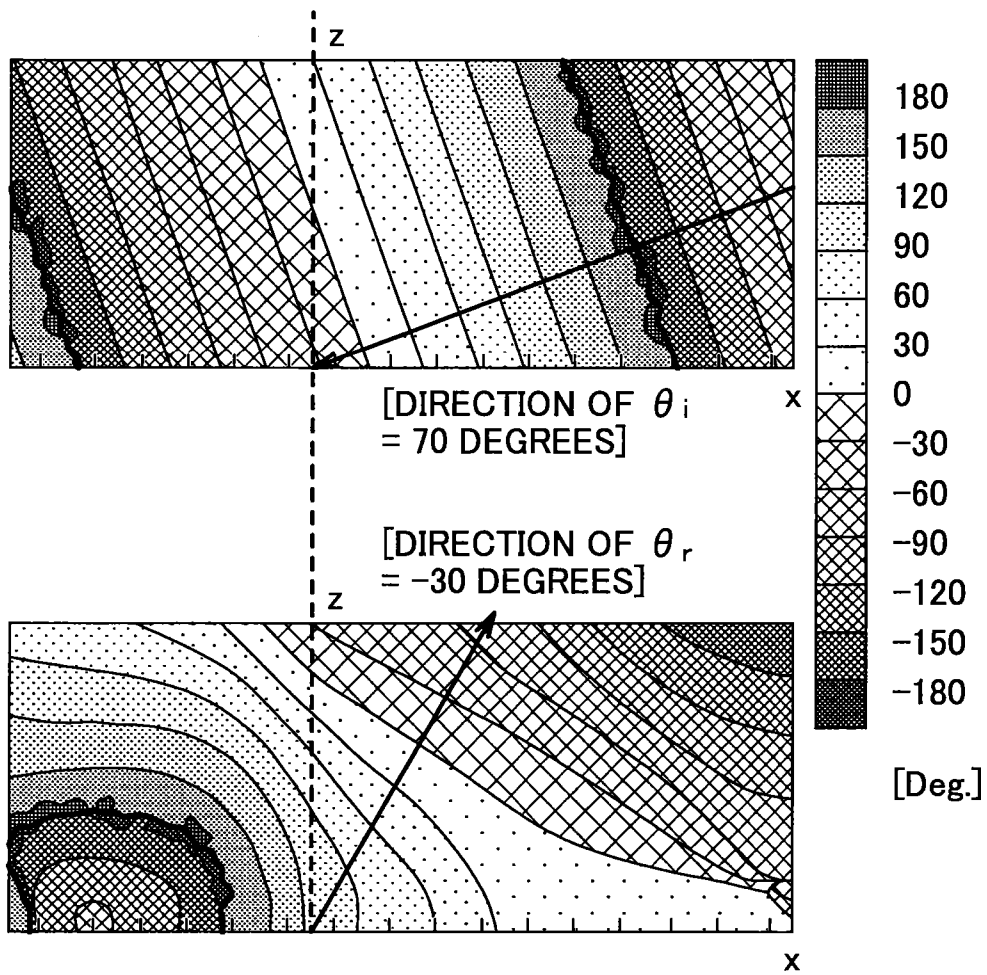 z
x
[DIRECTION OF θi
= 70 DEGREES]
[DIRECTION OF θr
= −30 DEGREES]
z
x
180
150
120
90
60
30
0
−30
−60
−90
−120
−150
−180
[Deg.]